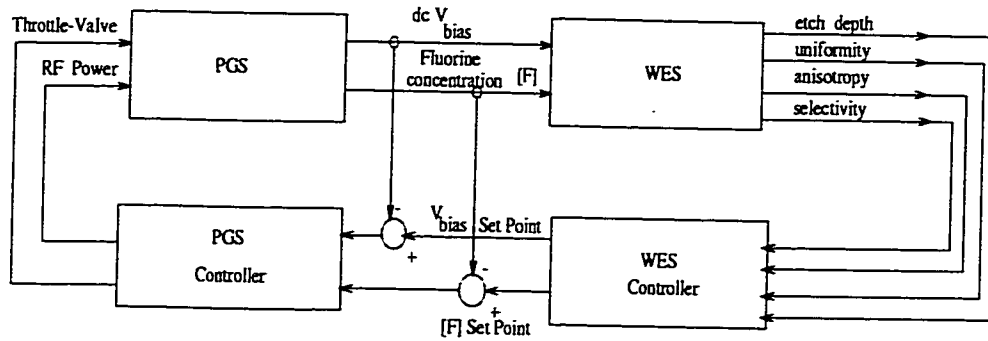 Throttle-Valve
RF Power
PGS
dc V
bias
Fluorine
concentration
[F]
WES
etch depth
uniformity
anisotropy
selectivity
PGS
Controller
-
+
V
bias
Set Point
-
+
[F] Set Point
WES
Controller